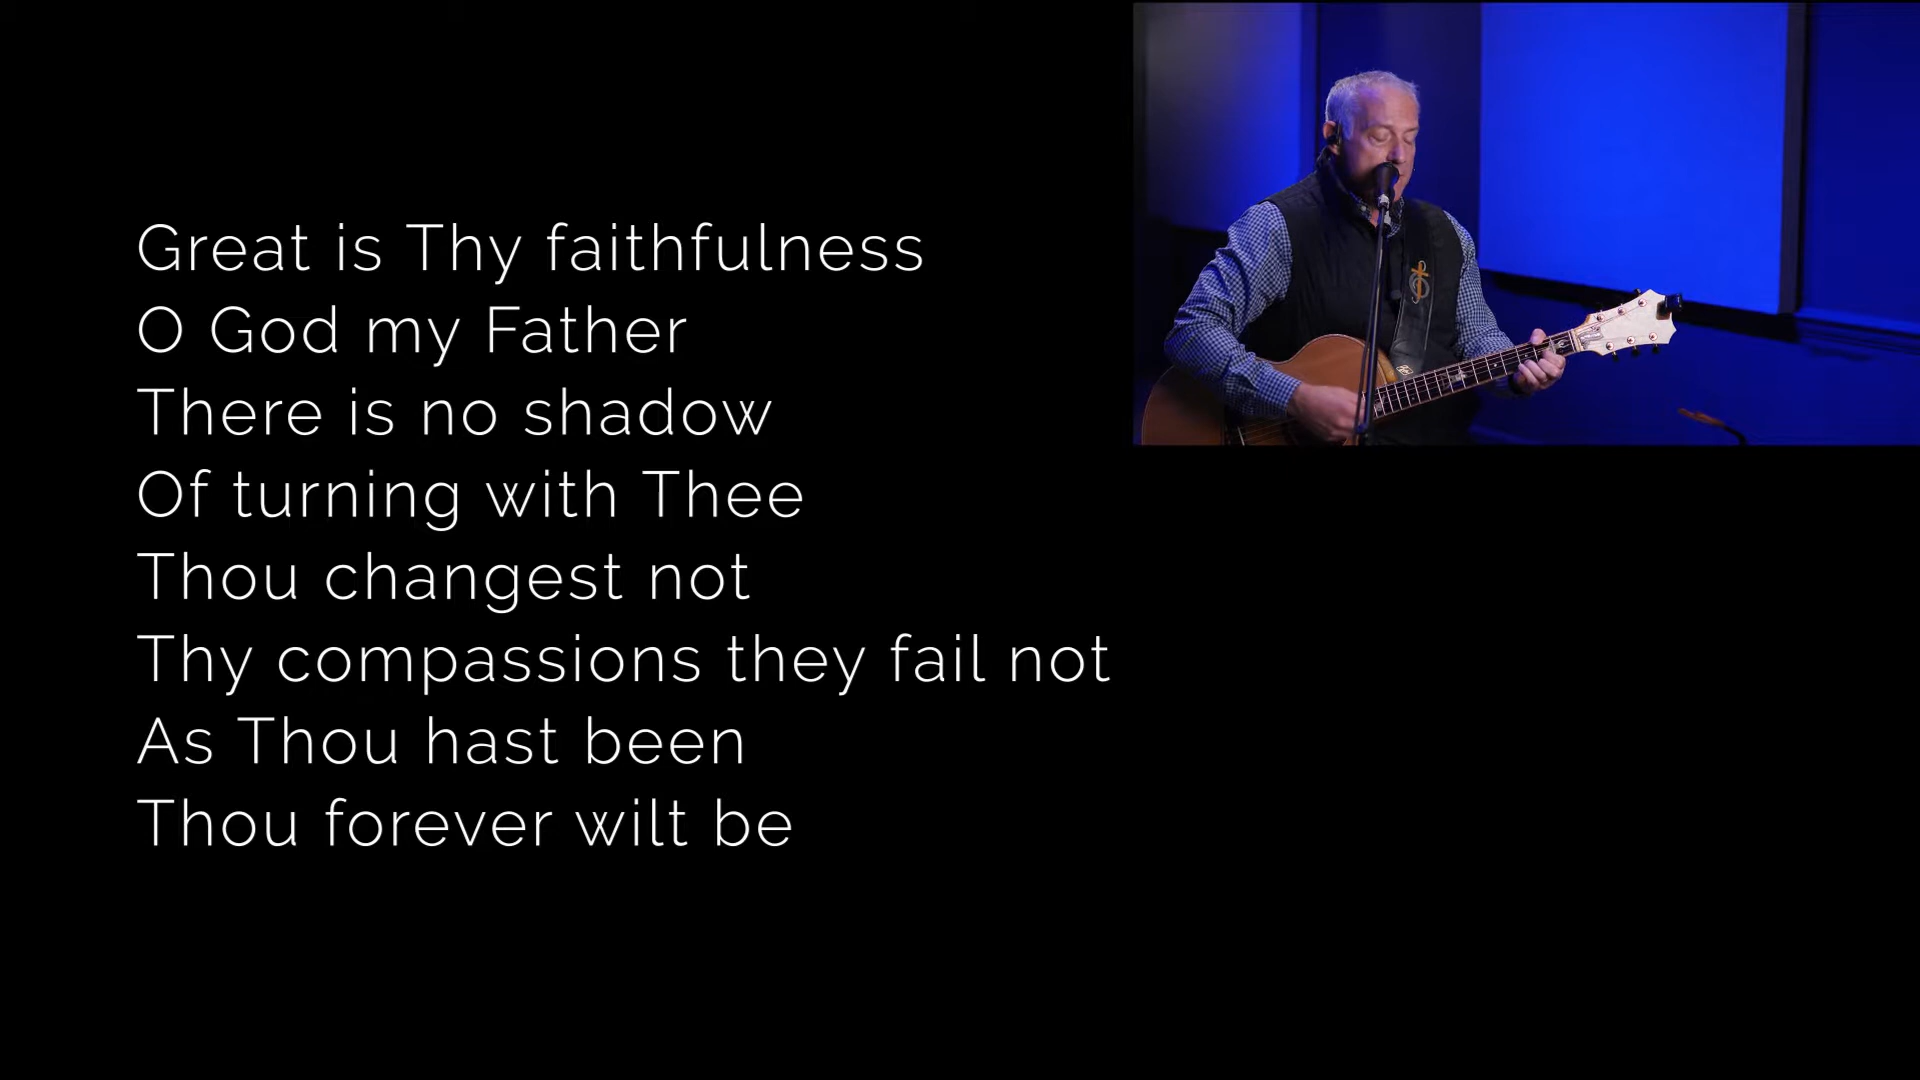 Great is Thy faithfulness
O God my Father
There is no shadow
Of turning with Thee
Thou changest not
Thy compassions they fail not
As Thou hast been
Thou forever wilt be